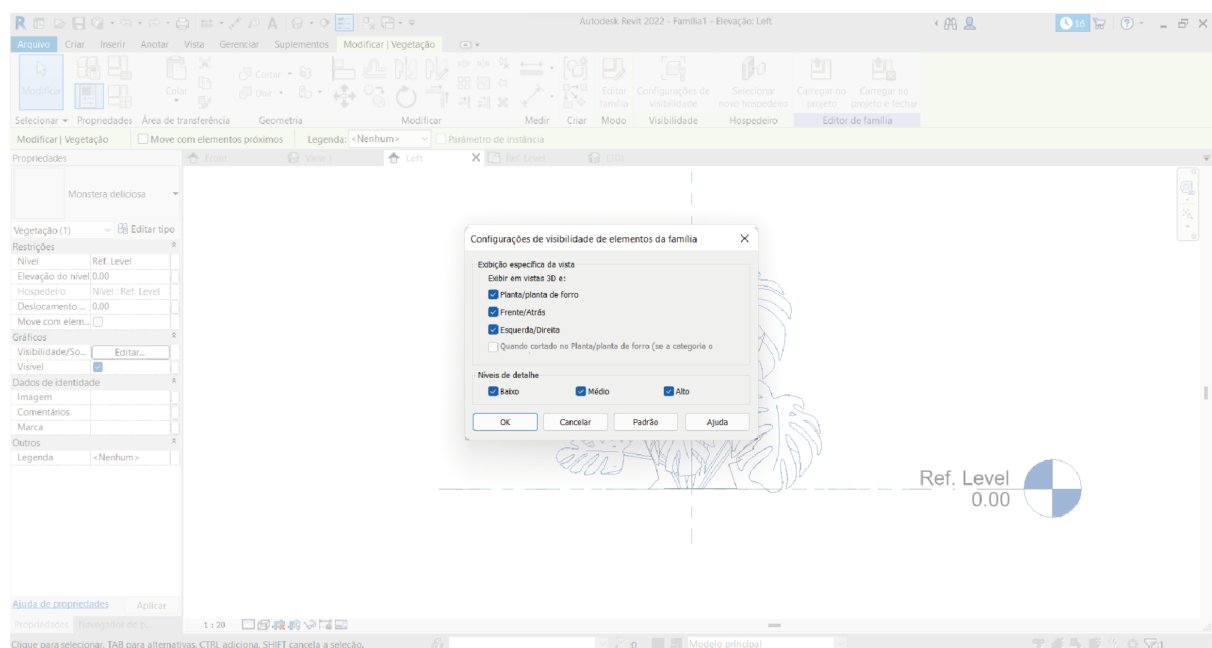 Autodesk Revit 2022 - Família1 - Elevação: Left
16
Arquivo Criar Inserir Anotar Vista Gerenciar Suplementos Modificar | Vegetação
Modificar
Colar
Cortar
Unir
Editar família
Configurações de visibilidade
Selecionar novo hospedeiro
Carregar no projeto
Carregar no projeto e fechar
Selecionar Propriedades Área de transferência Geometria Modificar Medir Criar Modo Visibilidade Hospedeiro Editor de família
Modificar | Vegetação Move com elementos próximos Legenda: <Nenhum> Parâmetro de instância
Propriedades Front View 1 Left Ref. Level {3D}
Monstera deliciosa
Vegetação (1) Editar tipo
Restrições
Nível Ref. Level
Elevação do nível 0.00
Hospedeiro Nível : Ref. Level
Deslocamento ... 0.00
Move com elem...
Gráficos
Visibilidade/So... Editar...
Visível
Dados de identidade
Imagem
Comentários
Marca
Outros
Legenda <Nenhum>
Configurações de visibilidade de elementos da família
Exibição específica da vista
Exibir em vistas 3D e:
Planta/planta de forro
Frente/Atrás
Esquerda/Direita
Quando cortado no Planta/planta de forro (se a categoria o
Níveis de detalhe
Baixo Médio Alto
OK Cancelar Padrão Ajuda
Ref. Level
0.00
Ajuda de propriedades Aplicar
Propriedades Navegador de p...
1 : 20
Clique para selecionar, TAB para alternativas, CTRL adiciona, SHIFT cancela a seleção. :0 Modelo principal :1